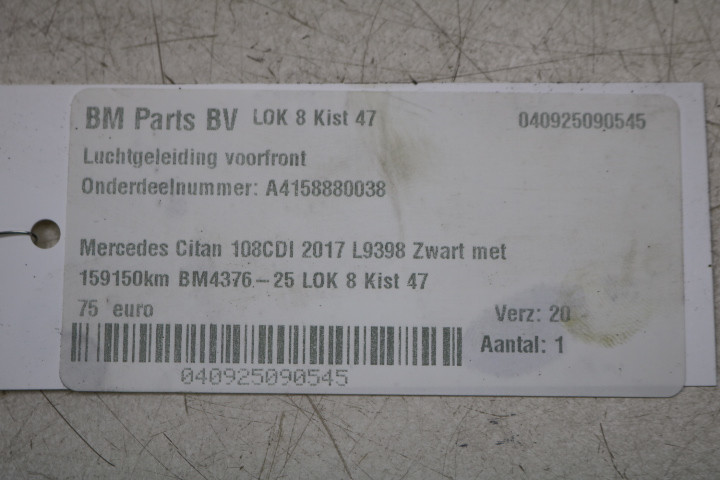 BM Parts BV LOK 8 Kist 47 040925090545
Luchtgeleiding voorfront
Onderdeelnummer: A4158880038
Mercedes Citan 108CDI 2017 L9398 Zwart met
159150km BM4376-25 LOK 8 Kist 47
75 euro
Verz: 20
Aantal: 1
040925090545